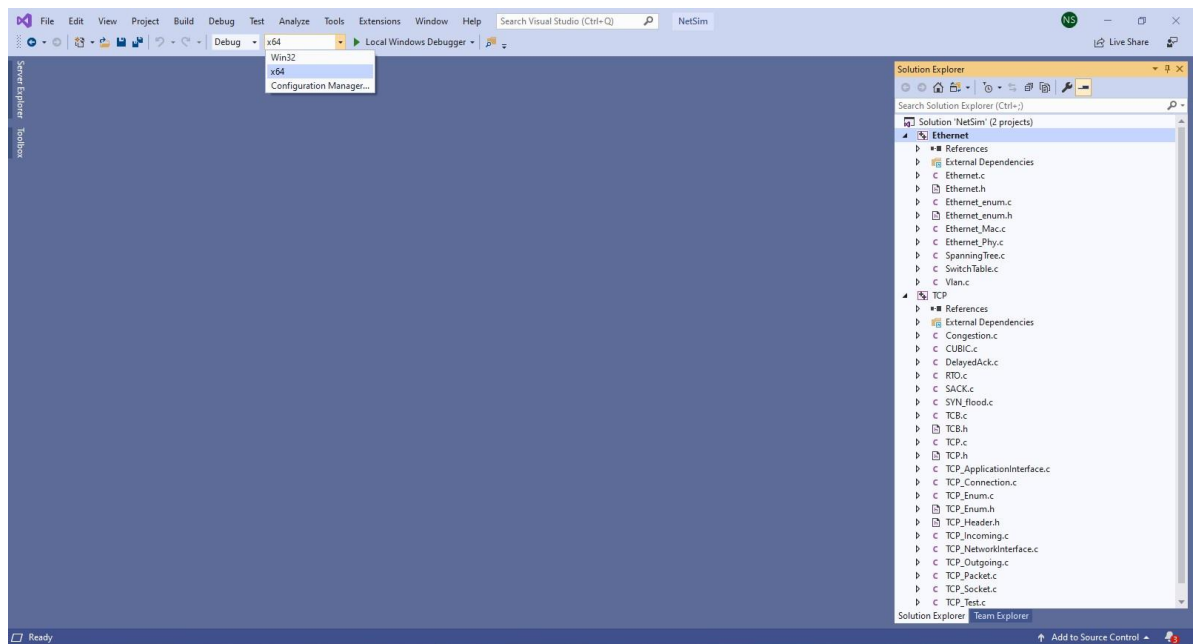 File Edit View Project Build Debug Test Analyze Tools Extensions Window Help Search Visual Studio (Ctrl+Q) NetSim NS
Debug x64 Local Windows Debugger Live Share
Win32
x64
Configuration Manager...
Server Explorer
Toolbox
Solution Explorer
Search Solution Explorer (Ctrl+;)
Solution 'NetSim' (2 projects)
Ethernet
References
External Dependencies
Ethernet.c
Ethernet.h
Ethernet_enum.c
Ethernet_enum.h
Ethernet_Mac.c
Ethernet_Phy.c
SpanningTree.c
SwitchTable.c
Vlan.c
TCP
References
External Dependencies
Congestion.c
CUBIC.c
DelayedAck.c
RTO.c
SACK.c
SYN_flood.c
TCB.c
TCB.h
TCP.c
TCP.h
TCP_ApplicationInterface.c
TCP_Connection.c
TCP_Enum.c
TCP_Enum.h
TCP_Header.h
TCP_Incoming.c
TCP_NetworkInterface.c
TCP_Outgoing.c
TCP_Packet.c
TCP_Socket.c
TCP_Test.c
Solution Explorer Team Explorer
Ready Add to Source Control 3